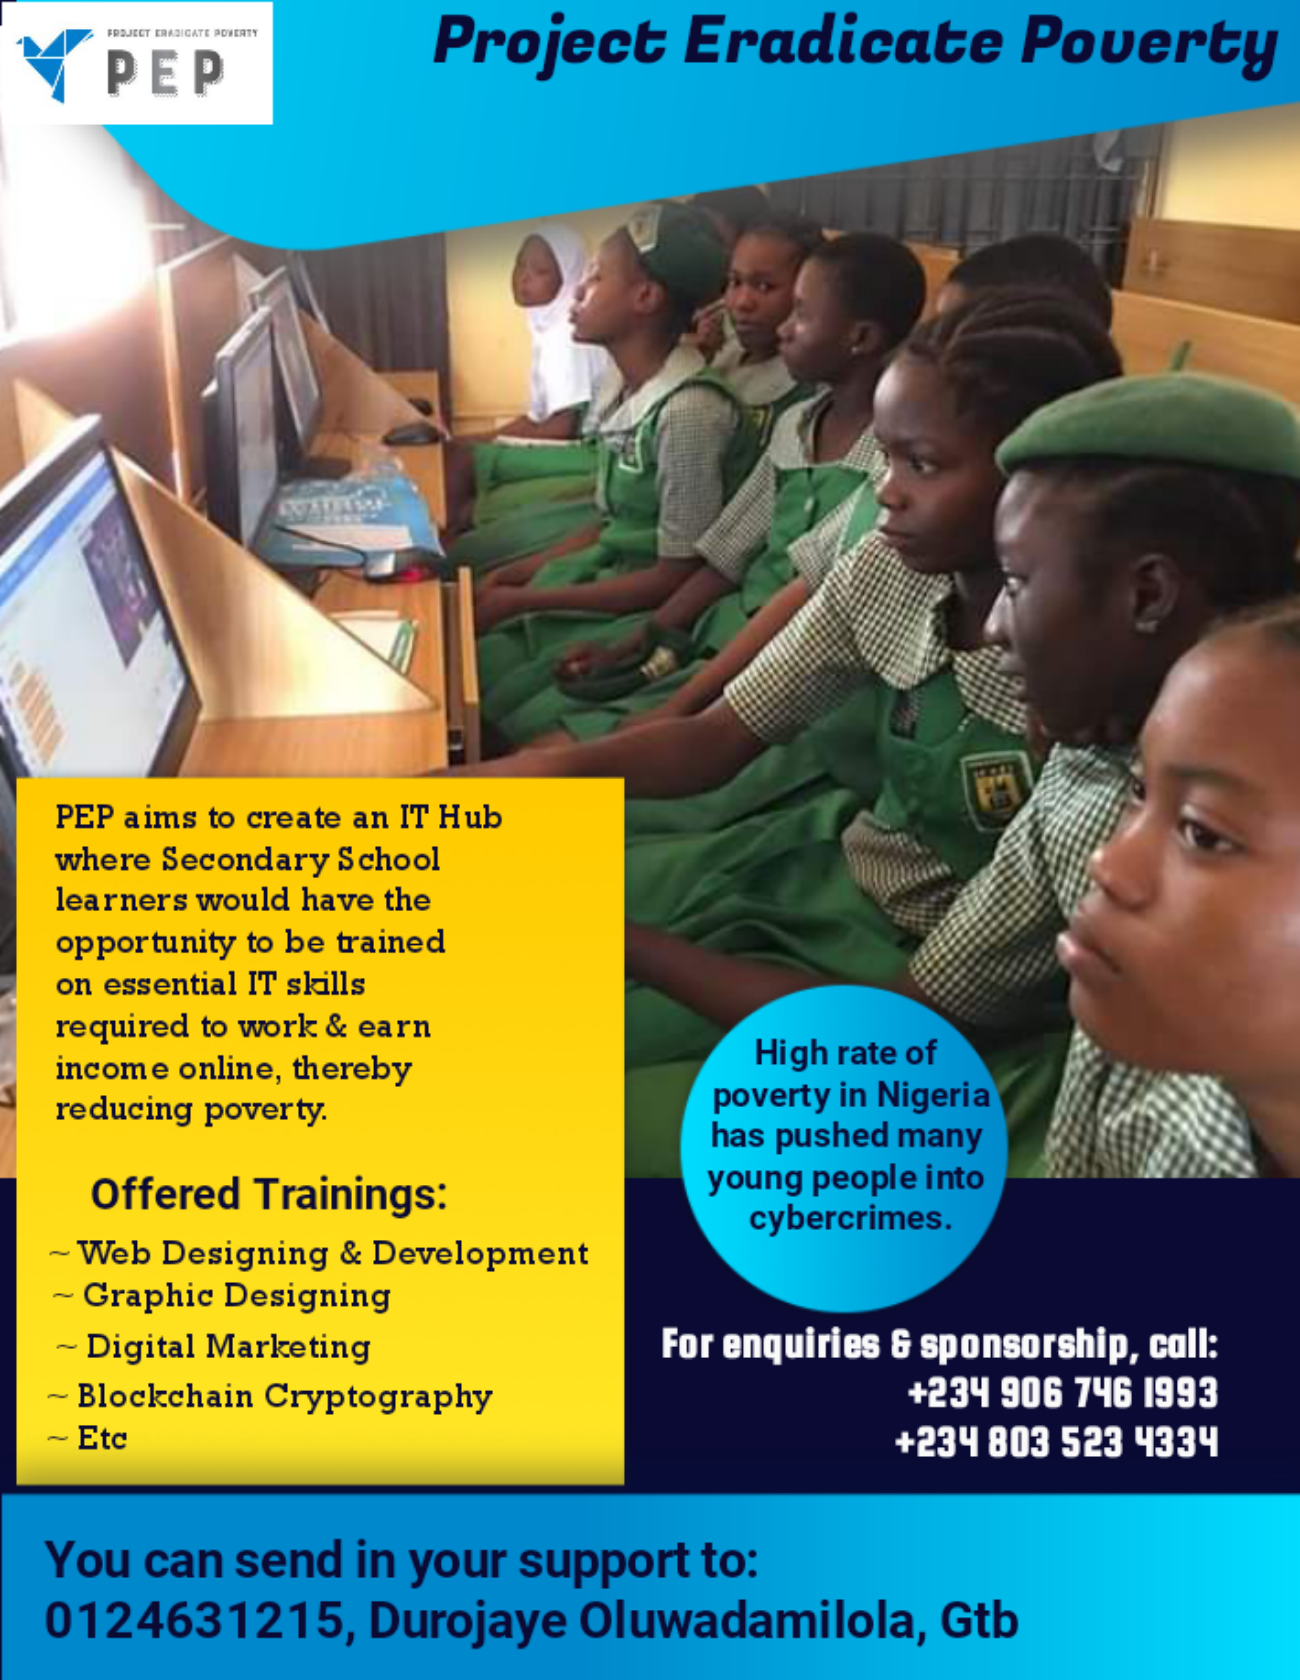 PROJECT ERADICATE POVERTY
PEP
Project Eradicate Poverty
PEP aims to create an IT Hub
where Secondary School
learners would have the
opportunity to be trained
on essential IT skills
required to work & earn
income online, thereby
reducing poverty.
Offered Trainings:
~ Web Designing & Development
~ Graphic Designing
~ Digital Marketing
~ Blockchain Cryptography
~ Etc
High rate of
poverty in Nigeria
has pushed many
young people into
cybercrimes.
For enquiries & sponsorship, call:
+234 906 746 1993
+234 803 523 4334
You can send in your support to:
0124631215, Durojaye Oluwadamilola, Gtb